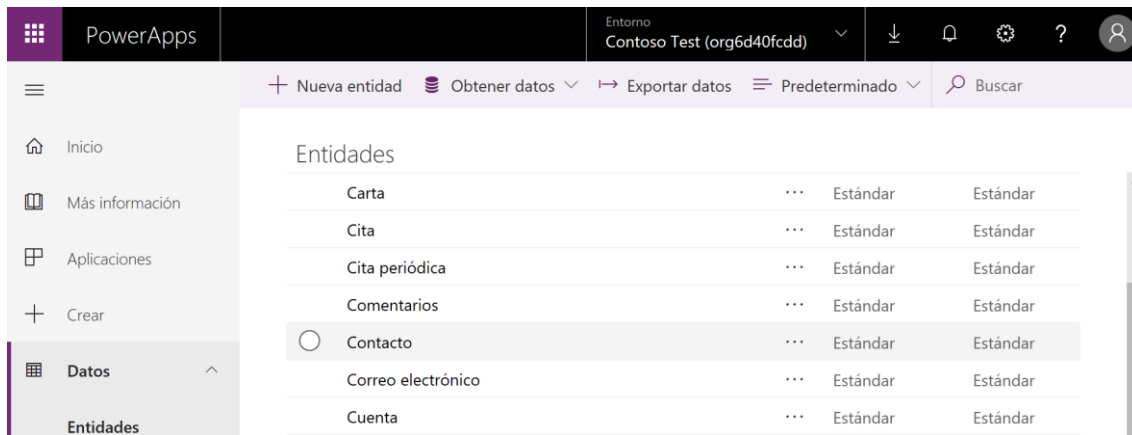 PowerApps
Entorno
Contoso Test (org6d40fcdd)
?
Nueva entidad Obtener datos Exportar datos Predeterminado Buscar
Inicio
Más información
Aplicaciones
Crear
Datos
Entidades
Entidades
Carta ... Estándar Estándar
Cita ... Estándar Estándar
Cita periódica ... Estándar Estándar
Comentarios ... Estándar Estándar
Contacto ... Estándar Estándar
Correo electrónico ... Estándar Estándar
Cuenta ... Estándar Estándar